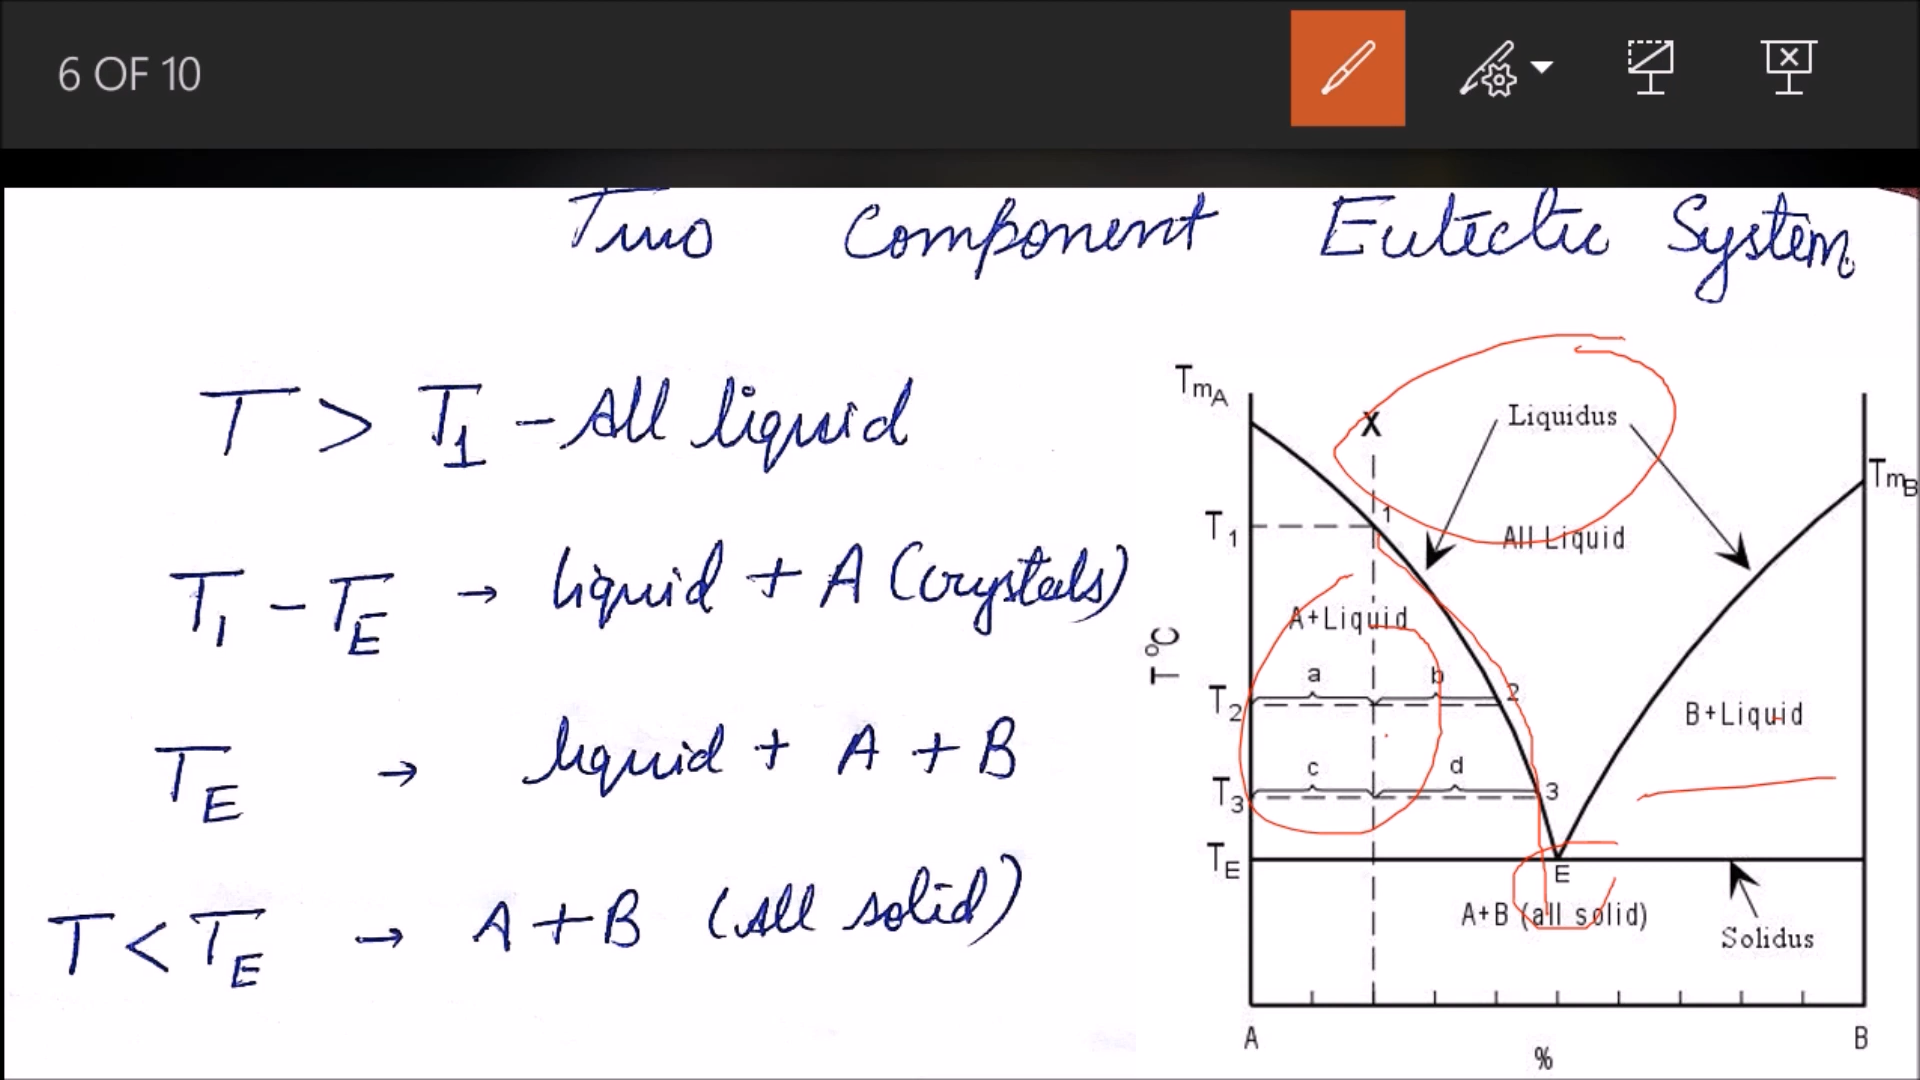 6 OF 10
Two Component Eutectic System
T > T1 - All liquid
T1 - TE → liquid + A (crystals)
TE → liquid + A + B
T < TE → A + B (all solid)
TmA
X
Liquidus
TmB
T1
1
All Liquid
A+Liquid
T°C
a
b
T2
2
B+Liquid
c
d
T3
3
TE
E
A+B (all solid)
Solidus
A
B
%